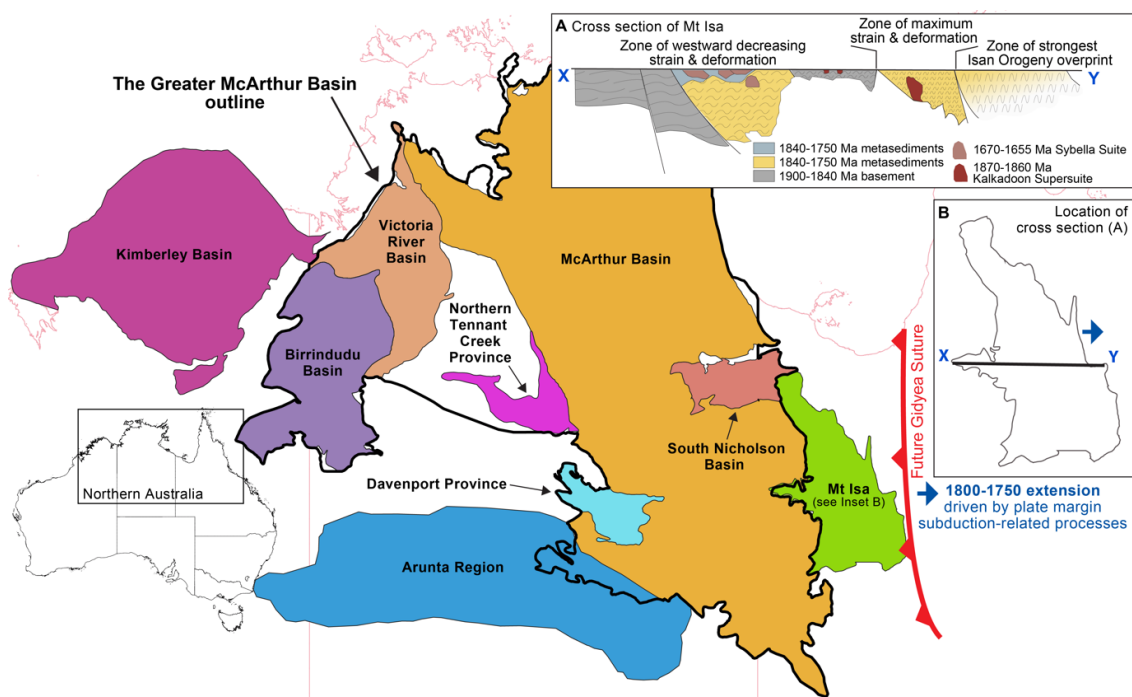 A Cross section of Mt Isa
Zone of westward decreasing
strain & deformation
Zone of maximum
strain & deformation
Zone of strongest
Isan Orogeny overprint
X
Y
1840-1750 Ma metasediments
1840-1750 Ma metasediments
1900-1840 Ma basement
1670-1655 Ma Sybella Suite
1870-1860 Ma
Kalkadoon Supersuite
The Greater McArthur Basin
outline
Kimberley Basin
Victoria
River
Basin
McArthur Basin
Birrindudu
Basin
Northern
Tennant
Creek
Province
South Nicholson
Basin
Davenport Province
Mt Isa
(see Inset B)
Arunta Region
Northern Australia
Future Gidyea Suture
B
Location of
cross section (A)
X
Y
1800-1750 extension
driven by plate margin
subduction-related processes